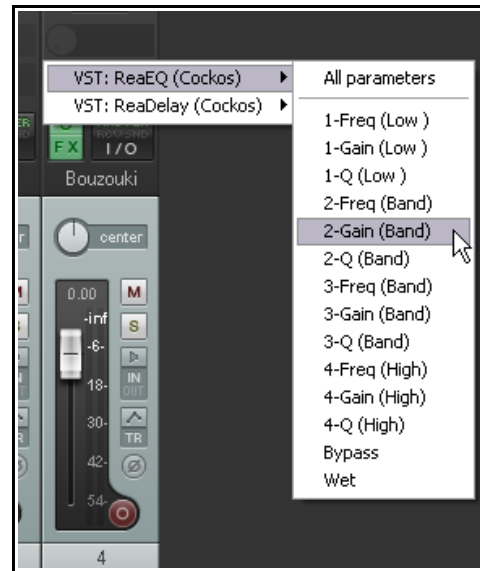 VST: ReaEQ (Cockos)
VST: ReaDelay (Cockos)
All parameters
1-Freq (Low )
1-Gain (Low )
1-Q (Low )
2-Freq (Band)
2-Gain (Band)
2-Q (Band)
3-Freq (Band)
3-Gain (Band)
3-Q (Band)
4-Freq (High)
4-Gain (High)
4-Q (High)
Bypass
Wet
FX
I/O
Bouzouki
center
0.00
M
-inf
S
-6-
IN
OUT
18-
30-
TR
42-
54-
4